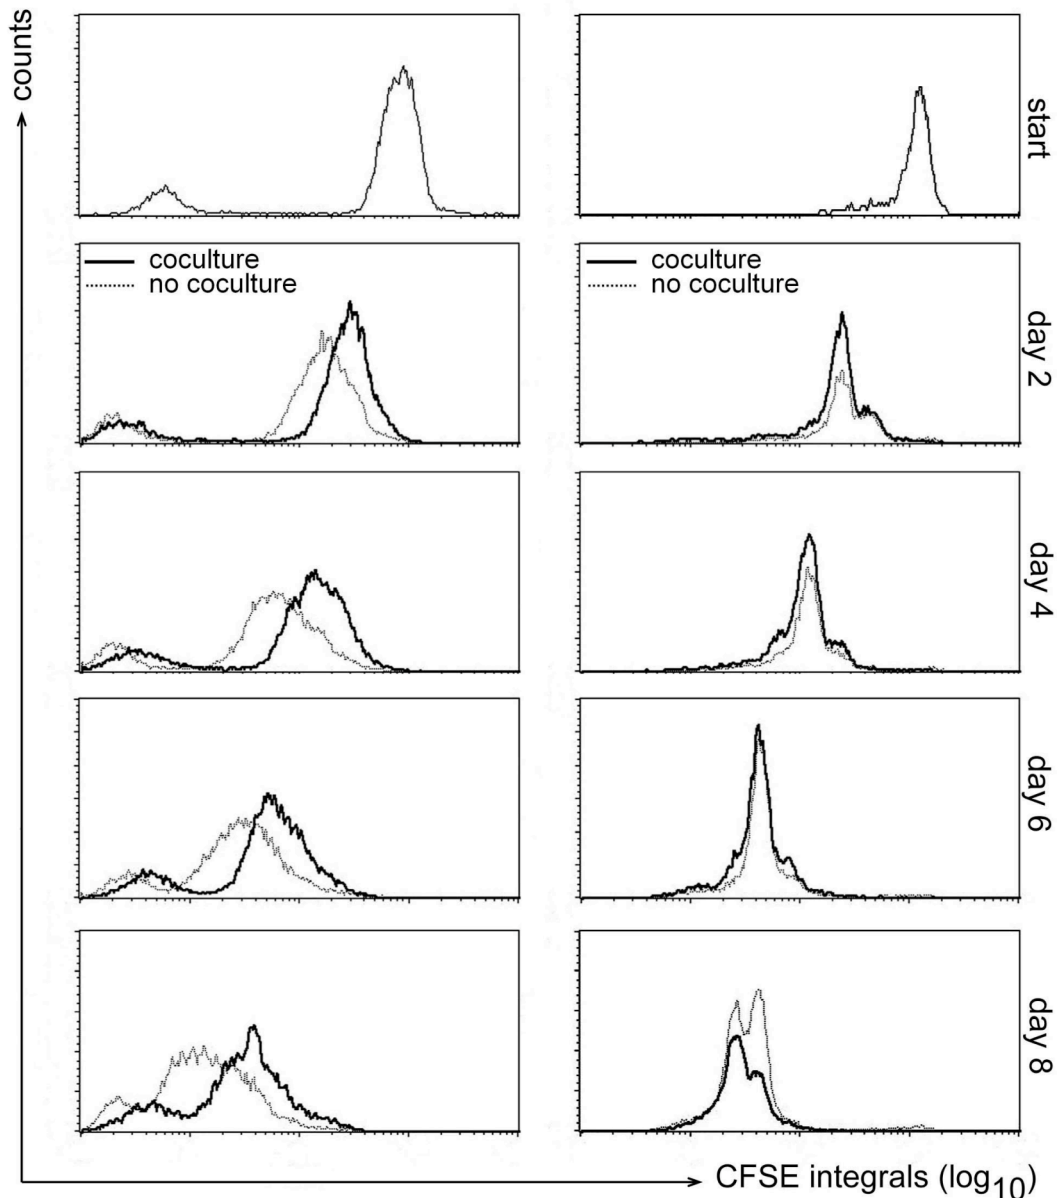 counts
start
coculture
no coculture
coculture
no coculture
day 2
day 4
day 6
day 8
CFSE integrals (log10)